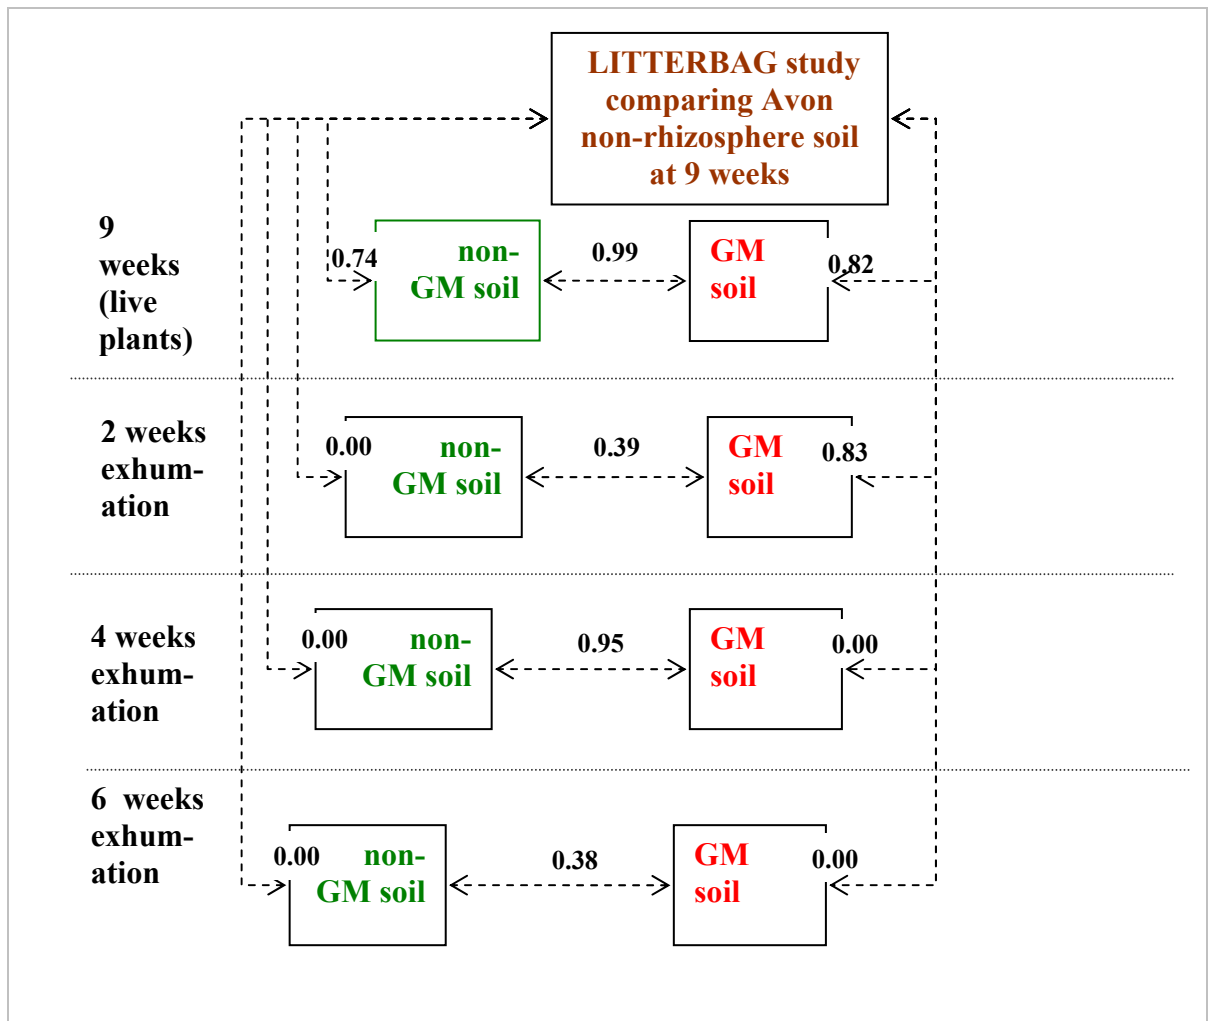 LITTERBAG study
comparing Avon
non-rhizosphere soil
at 9 weeks
9
weeks
(live
plants)
0.74
non-
GM soil
0.99
GM
soil
0.82
2 weeks
exhum-
ation
0.00
non-
GM soil
0.39
GM
soil
0.83
4 weeks
exhum-
ation
0.00
non-
GM soil
0.95
GM
soil
0.00
6 weeks
exhum-
ation
0.00
non-
GM soil
0.38
GM
soil
0.00